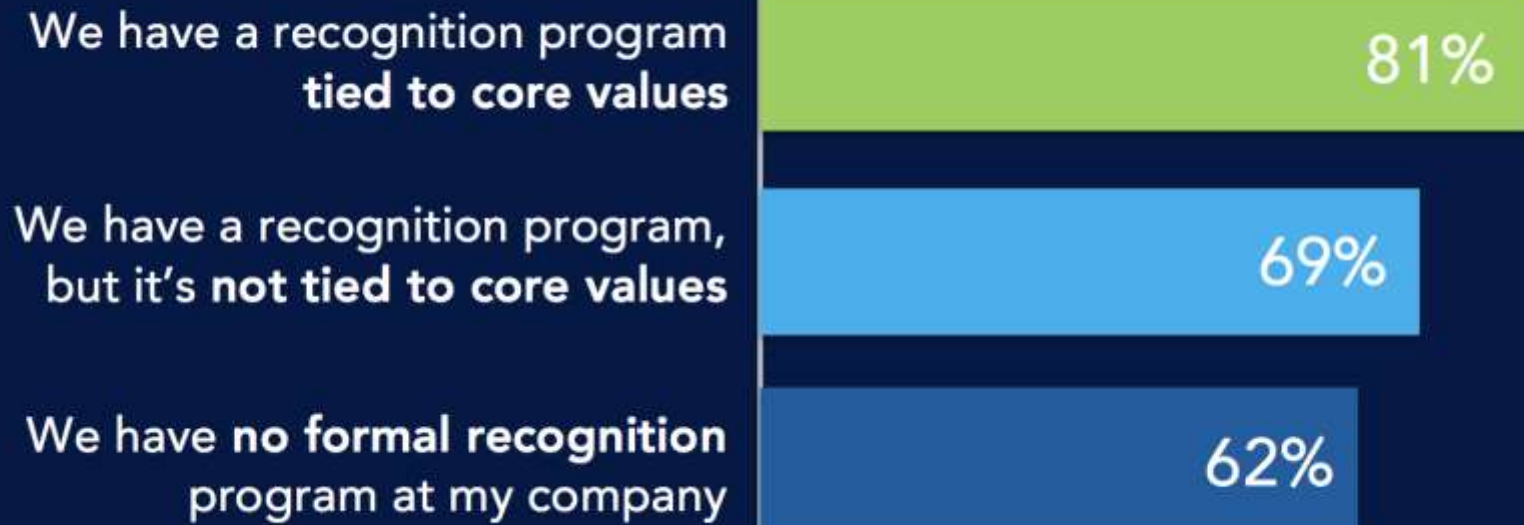 We have a recognition program
tied to core values
81%
We have a recognition program,
but it's not tied to core values
69%
We have no formal recognition
program at my company
62%